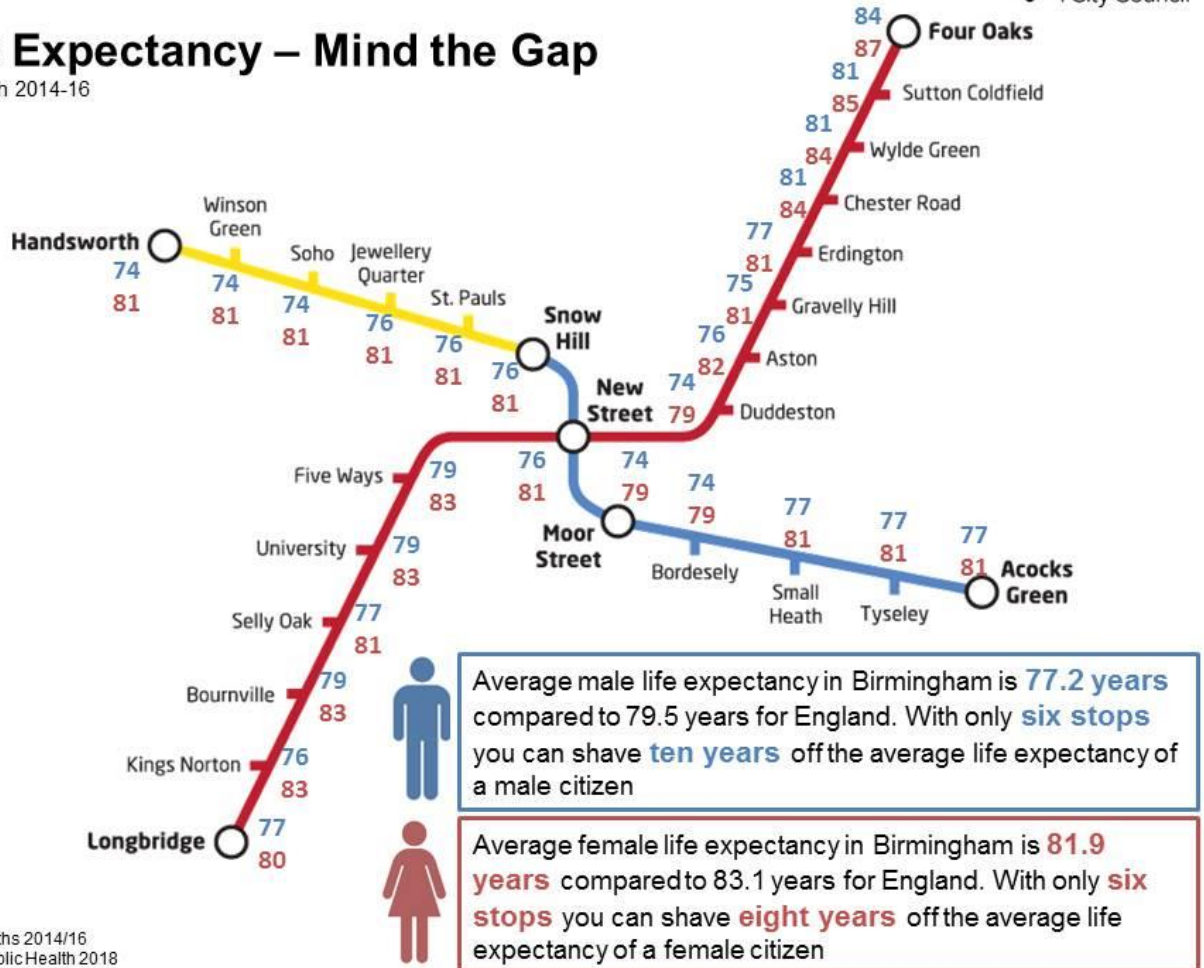 City Council
Expectancy – Mind the Gap
2014-16
84
87
Four Oaks
81
85
Sutton Coldfield
81
84
Wylde Green
81
84
Chester Road
77
81
Erdington
75
81
Gravelly Hill
76
82
Aston
74
79
Duddeston
Handsworth
74
81
Winson
Green
74
81
Soho
74
81
Jewellery
Quarter
76
81
St. Pauls
76
81
Snow
Hill
76
81
New
Street
76
81
74
79
Moor
Street
74
79
Bordesely
77
81
Small
Heath
77
81
Tyseley
77
81
Acocks
Green
Five Ways
79
83
University
79
83
Selly Oak
77
81
Bournville
79
83
Kings Norton
76
83
Longbridge
77
80
Average male life expectancy in Birmingham is 77.2 years
compared to 79.5 years for England. With only six stops
you can shave ten years off the average life expectancy of
a male citizen
Average female life expectancy in Birmingham is 81.9
years compared to 83.1 years for England. With only six
stops you can shave eight years off the average life
expectancy of a female citizen
2014/16
Health 2018